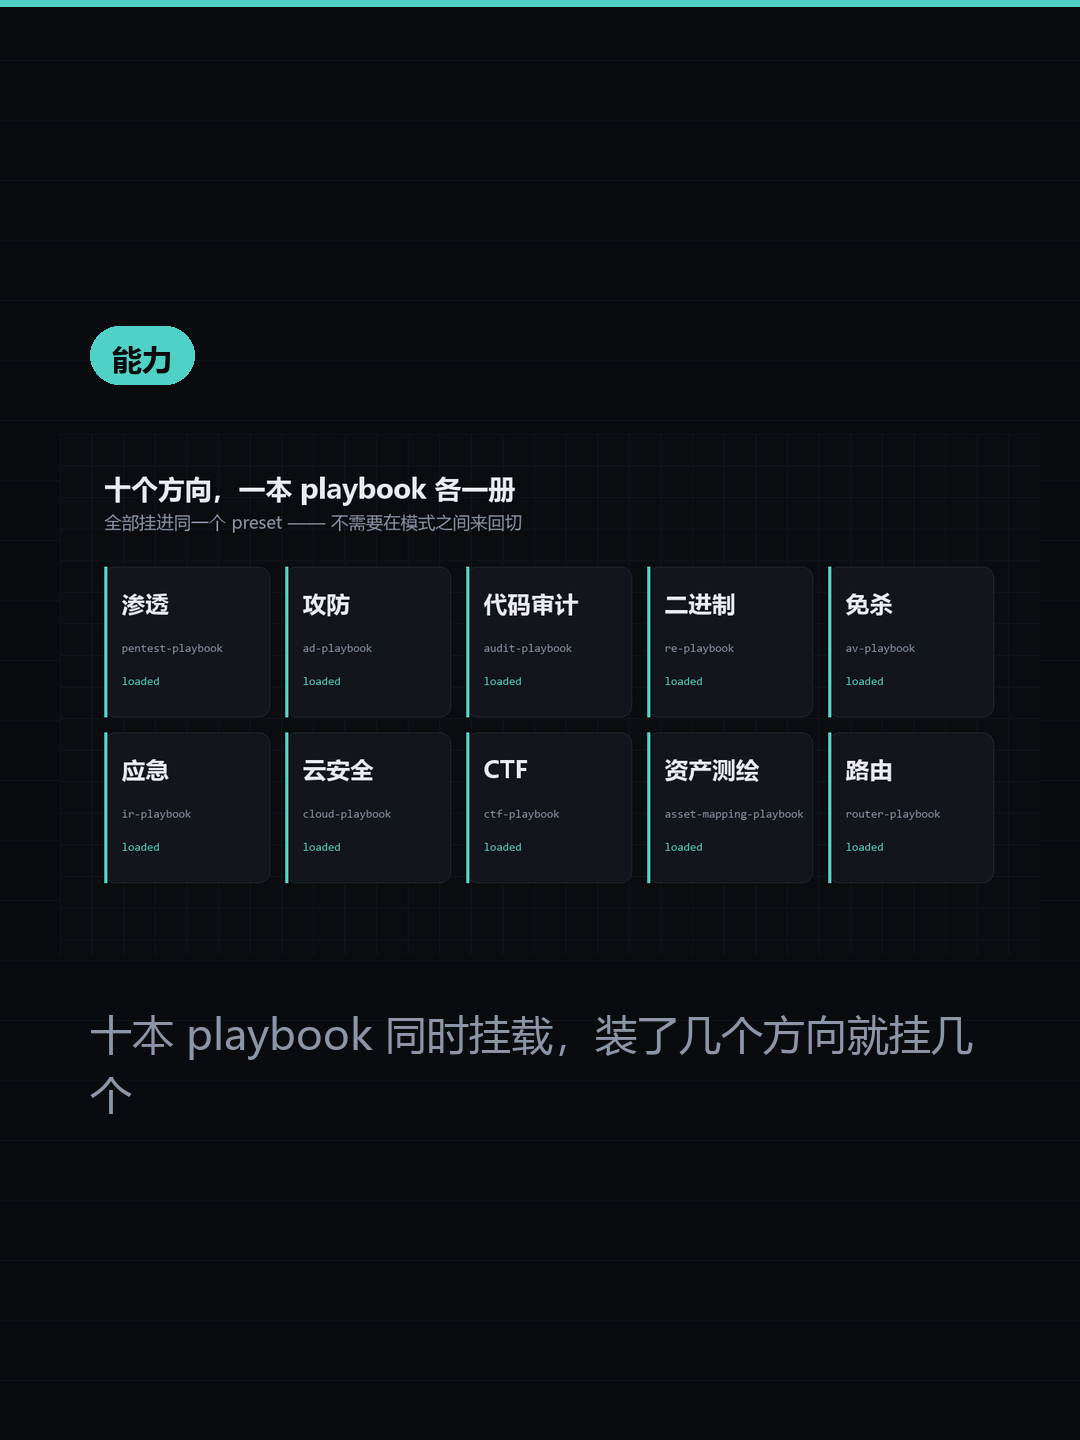 能力
十个方向，一本 playbook 各一册
全部挂进同一个 preset —— 不需要在模式之间来回切
渗透
pentest-playbook
loaded
攻防
ad-playbook
loaded
代码审计
audit-playbook
loaded
二进制
re-playbook
loaded
免杀
av-playbook
loaded
应急
ir-playbook
loaded
云安全
cloud-playbook
loaded
CTF
ctf-playbook
loaded
资产测绘
asset-mapping-playbook
loaded
路由
router-playbook
loaded
十本 playbook 同时挂载，装了几个方向就挂几
个